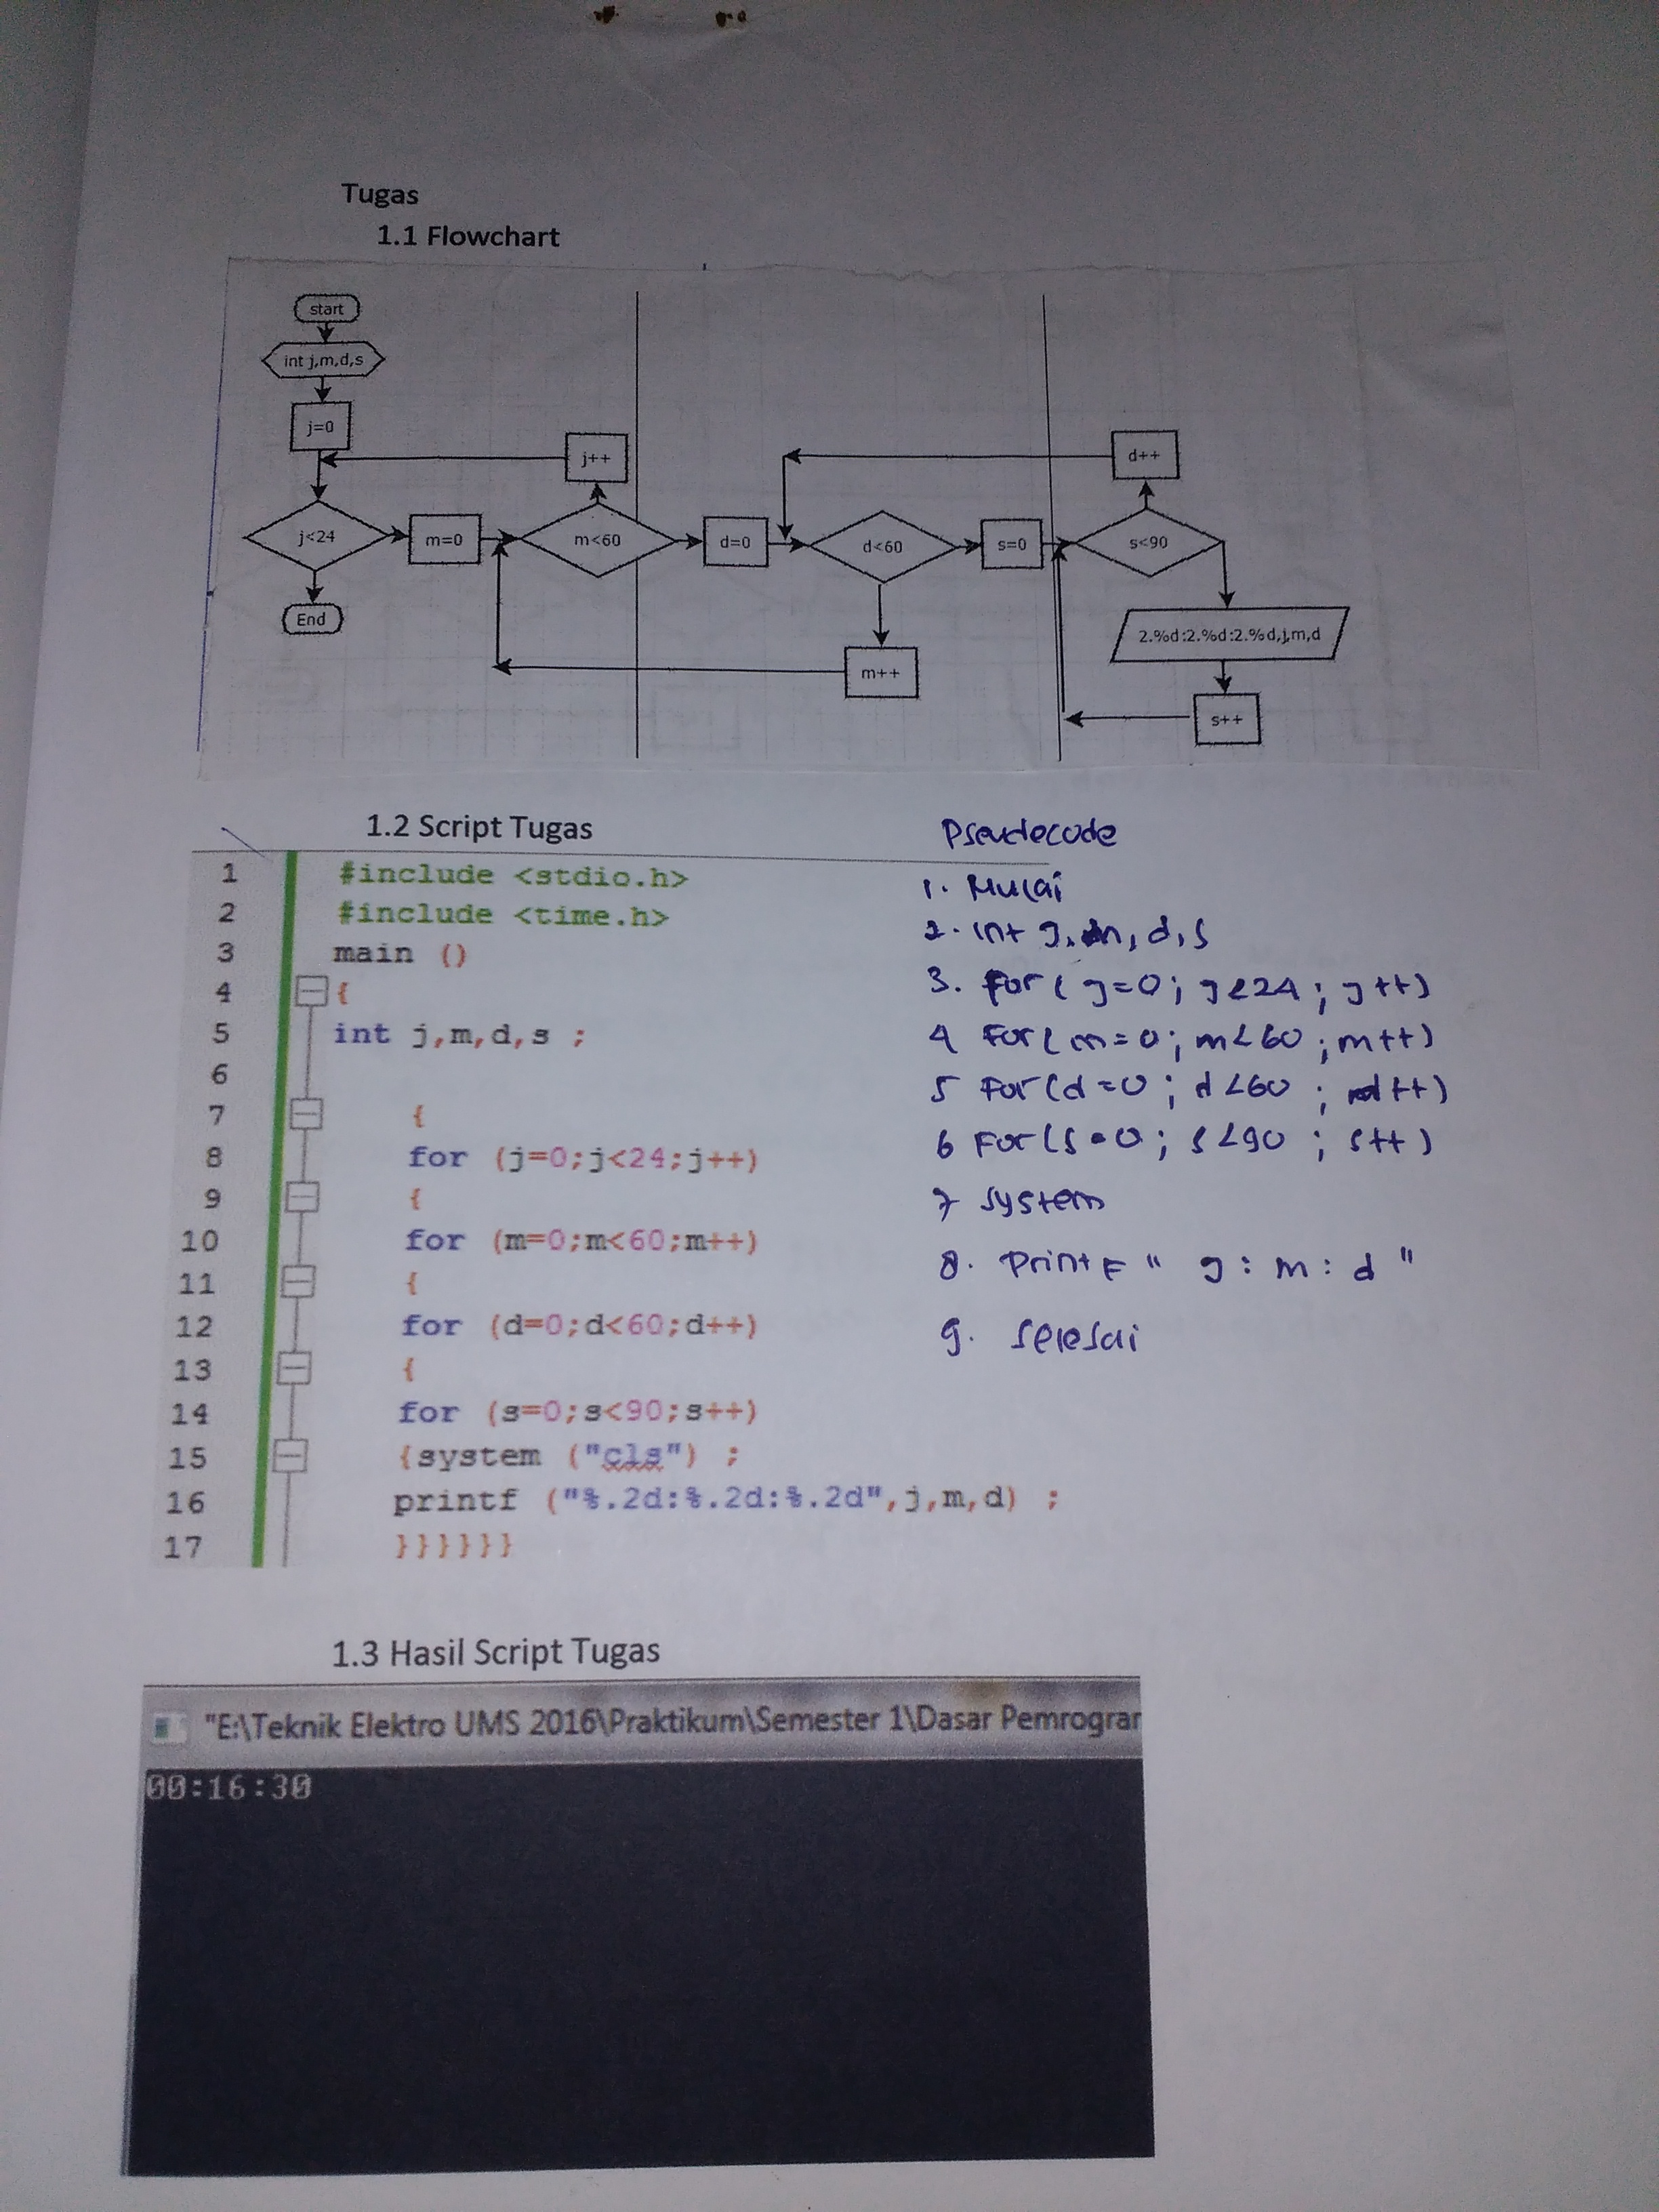 Tugas
1.1 Flowchart
start
int j,m,d,s
j=0
j++
d++
j<24
m=0
m<60
d=0
d<60
s=0
s<90
End
2.%d:2.%d:2.%d,j,m,d
m++
s++
1.2 Script Tugas
1 #include <stdio.h>
2 #include <time.h>
3 main ()
4 {
5 int j,m,d,s ;
6
7 {
8 for (j=0;j<24;j++)
9 {
10 for (m=0;m<60;m++)
11 {
12 for (d=0;d<60;d++)
13 {
14 for (s=0;s<90;s++)
15 {system ("cls") ;
16 printf ("%.2d:%.2d:%.2d",j,m,d) ;
17 }}}}}}
Pseudecode
1. Mulai
2. int j, m, d, s
3. for ( j=0; j<24; j++)
4 For( m=0; m<60; m++)
5 For(d=0; d<60; d++)
6 For(s=0; s<90; s++)
7 system
8. Printf " j : m : d "
9. selesai
1.3 Hasil Script Tugas
"E:\Teknik Elektro UMS 2016\Praktikum\Semester 1\Dasar Pemrograr
00:16:30